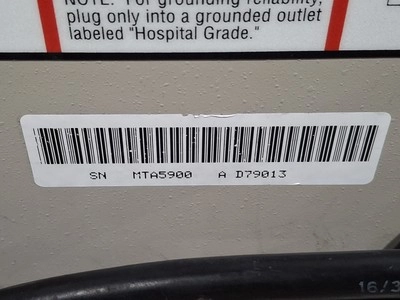 NOTE: For grounding reliability,
plug only into a grounded outlet
labeled "Hospital Grade."
SN MTA5900 A D79013
16/3